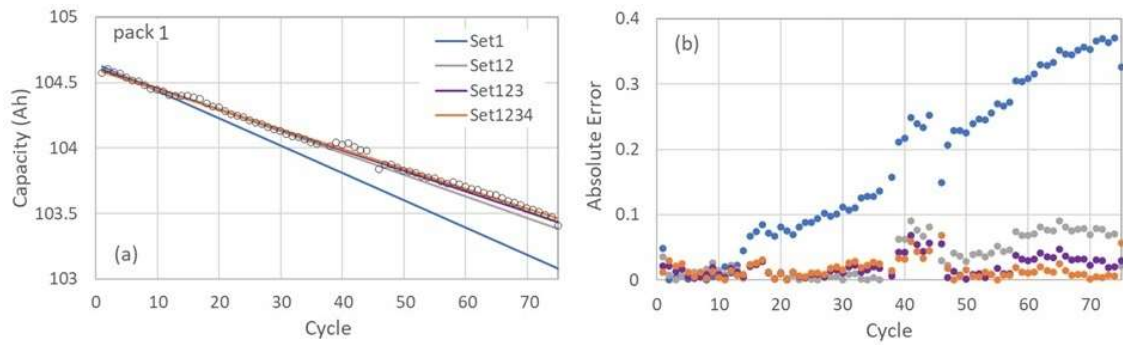 105
104.5
104
103.5
103
Capacity (Ah)
pack 1
Set1
Set12
Set123
Set1234
(a)
0 10 20 30 40 50 60 70
Cycle
0.4
0.3
0.2
0.1
0
Absolute Error
(b)
0 10 20 30 40 50 60 70
Cycle